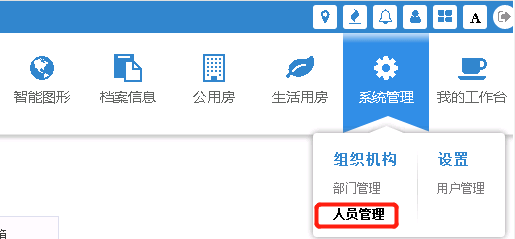 A
智能图形 档案信息 公用房 生活用房 系统管理 我的工作台
组织机构 设置
部门管理 用户管理
人员管理
箱